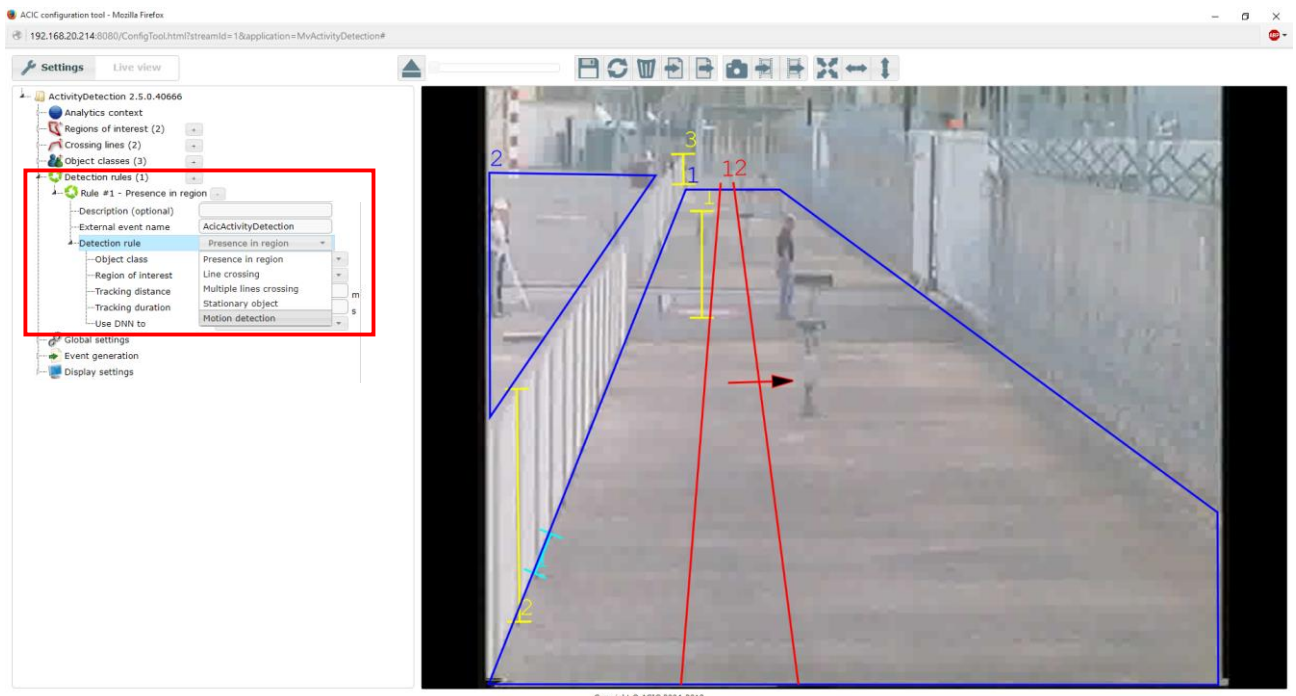 ACIC configuration tool - Mozilla Firefox
192.168.20.214:8080/ConfigTool.html?streamId=1&application=MvActivityDetection#
ABP
Settings
Live view
ActivityDetection 2.5.0.40666
Analytics context
Regions of interest (2)
Crossing lines (2)
Object classes (3)
Detection rules (1)
Rule #1 - Presence in region
Description (optional)
External event name AcicActivityDetection
Detection rule Presence in region
Object class Presence in region
Region of interest Line crossing
Tracking distance Multiple lines crossing m
Tracking duration Stationary object s
Use DNN to Motion detection
Global settings
Event generation
Display settings
3
2
1
12
1
2